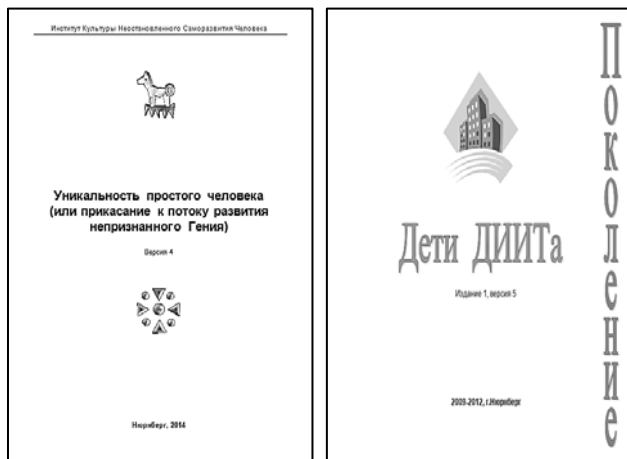 Институт Культуры Неостановленного Саморазвития Человека
Уникальность простого человека
(или прикасание к потоку развития
непризнанного Гения)
Версия 4
Нюрнберг, 2014
Дети ДИИТа
Издание 1, версия 5
2009-2012, г.Нюрнберг
Поколение